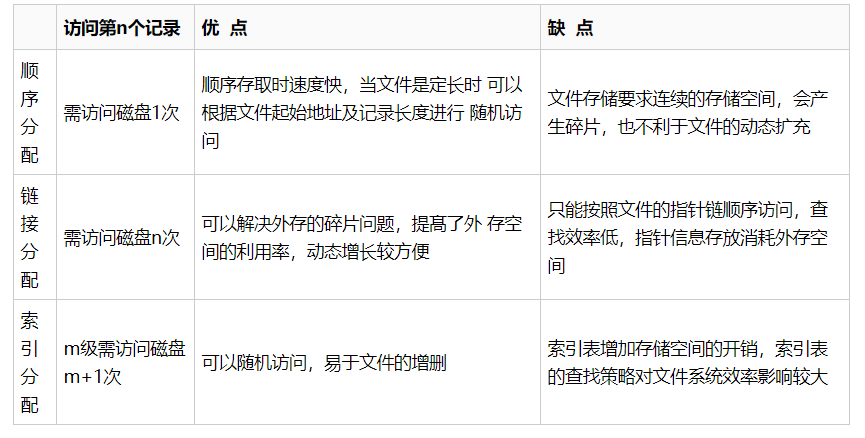 访问第n个记录 优 点 缺 点
顺
序
分
配
需访问磁盘1次
顺序存取时速度快，当文件是定长时 可以
根据文件起始地址及记录长度进行 随机访
问
文件存储要求连续的存储空间，会产
生碎片，也不利于文件的动态扩充
链
接
分
配
需访问磁盘n次
可以解决外存的碎片问题，提髙了外 存空
间的利用率，动态增长较方便
只能按照文件的指针链顺序访问，查
找效率低，指针信息存放消耗外存空
间
索
引
分
配
m级需访问磁盘
m+1次
可以随机访问，易于文件的增删
索引表增加存储空间的开销，索引表
的查找策略对文件系统效率影响较大